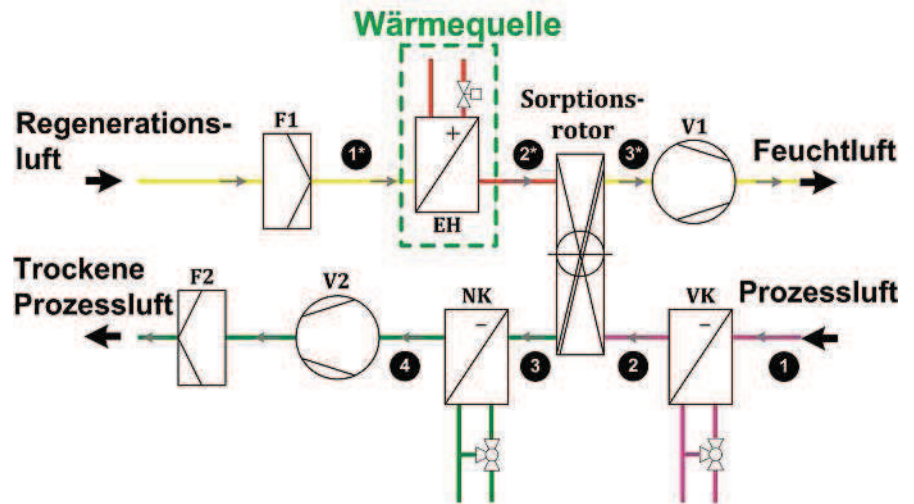 Wärmequelle
Sorptions-
rotor
Regenerations-
luft
F1
1*
+
EH
2*
3*
V1
Feuchtluft
Trockene
Prozessluft
F2
V2
NK
-
VK
-
Prozessluft
4
3
2
1